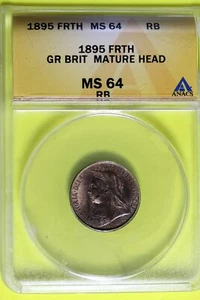 1895 FRTH MS 64 RB
1895 FRTH
GR BRIT MATURE HEAD
MS 64
RB
ANACS